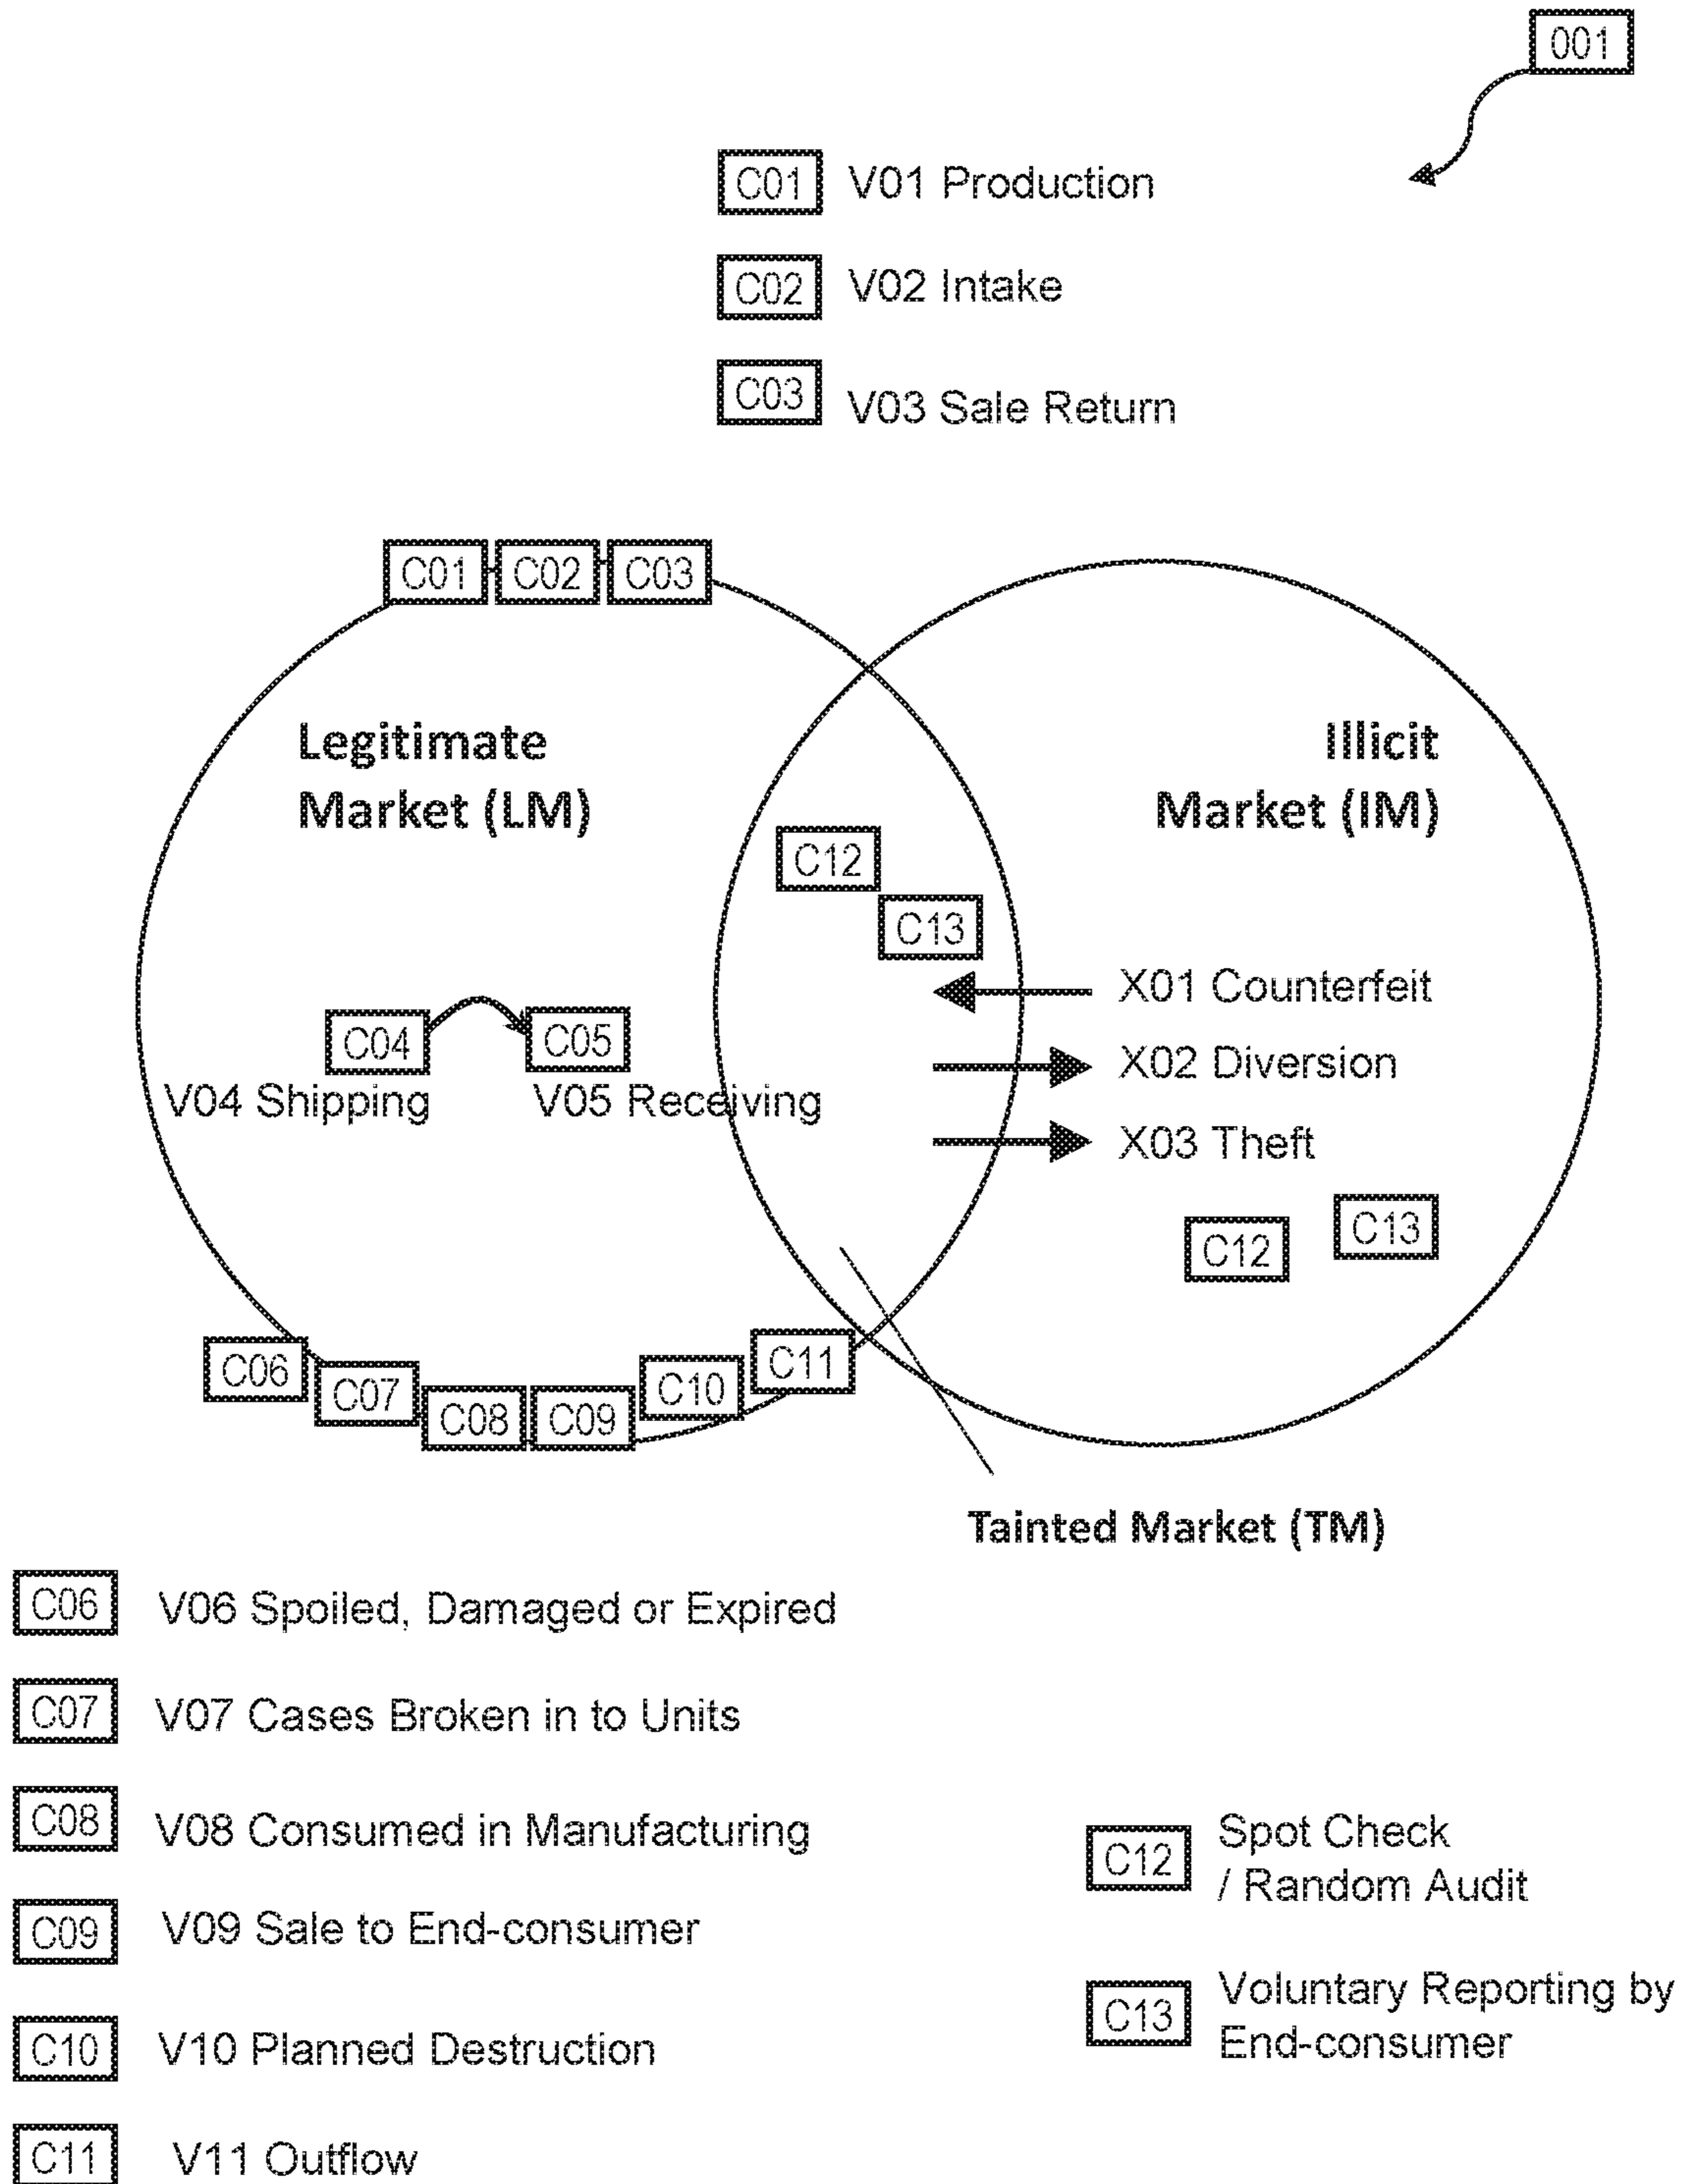 001
C01 V01 Production
C02 V02 Intake
C03 V03 Sale Return
C01 C02 C03
Legitimate
Market (LM)
Illicit
Market (IM)
C12
C13
X01 Counterfeit
C04 C05
V04 Shipping V05 Receiving
X02 Diversion
X03 Theft
C12 C13
C06 C07 C08 C09 C10 C11
Tainted Market (TM)
C06 V06 Spoiled, Damaged or Expired
C07 V07 Cases Broken in to Units
C08 V08 Consumed in Manufacturing
C09 V09 Sale to End-consumer
C10 V10 Planned Destruction
C11 V11 Outflow
C12 Spot Check
/ Random Audit
C13 Voluntary Reporting by
End-consumer